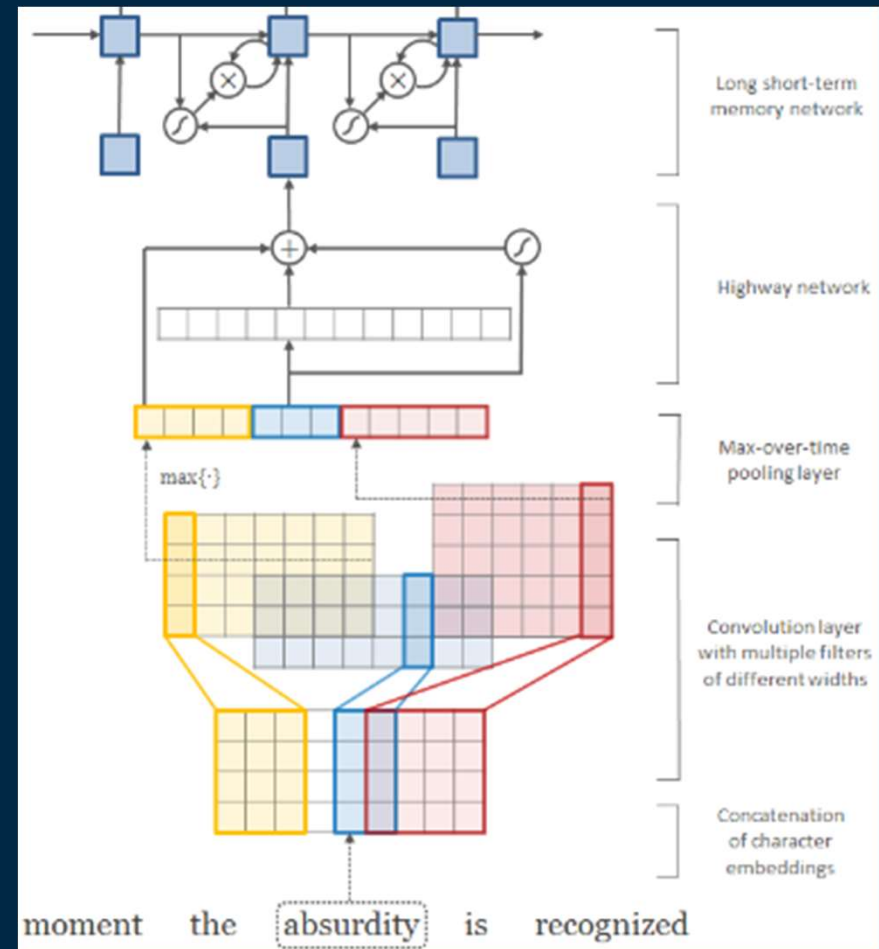 Long short-term
memory network
Highway network
Max-over-time
pooling layer
max{·}
Convolution layer
with multiple filters
of different widths
Concatenation
of character
embeddings
moment the absurdity is recognized